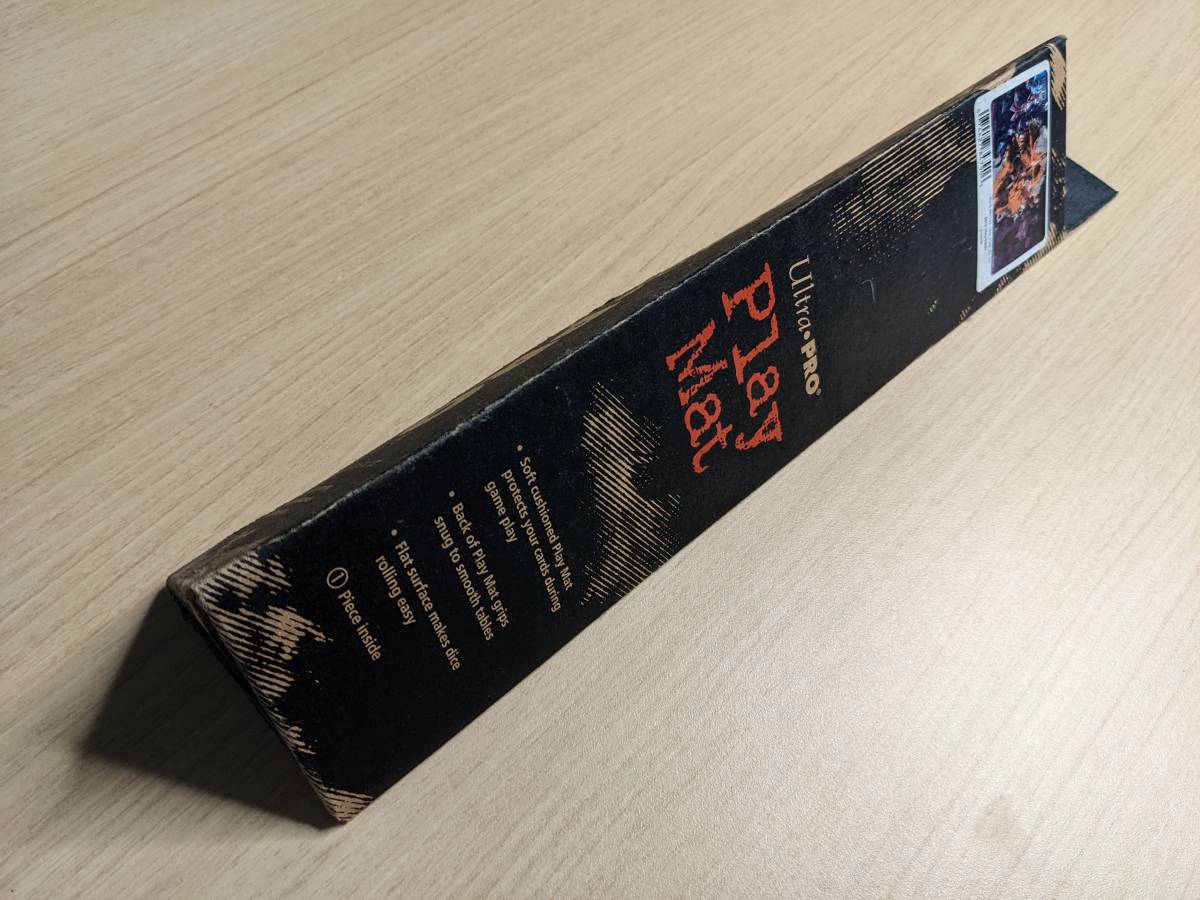 Ultra•PRO®
Play
Mat
• Soft cushioned Play Mat
protects your cards during
game play
• Back of Play Mat grips
snug to smooth tables
• Flat surface makes dice
rolling easy
① Piece inside